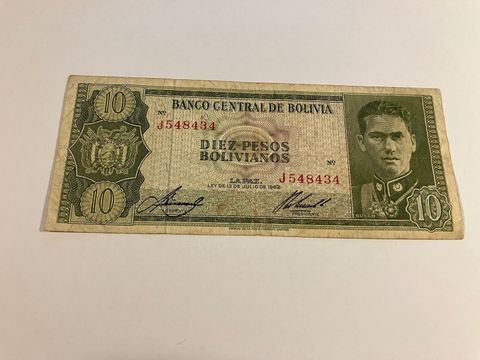 10
BANCO CENTRAL DE BOLIVIA
Nº
J548434
DIEZ PESOS
BOLIVIANOS
Nº
J548434
LA PAZ.
LEY DE 13 DE JULIO DE 1962
10
BUSCH
10